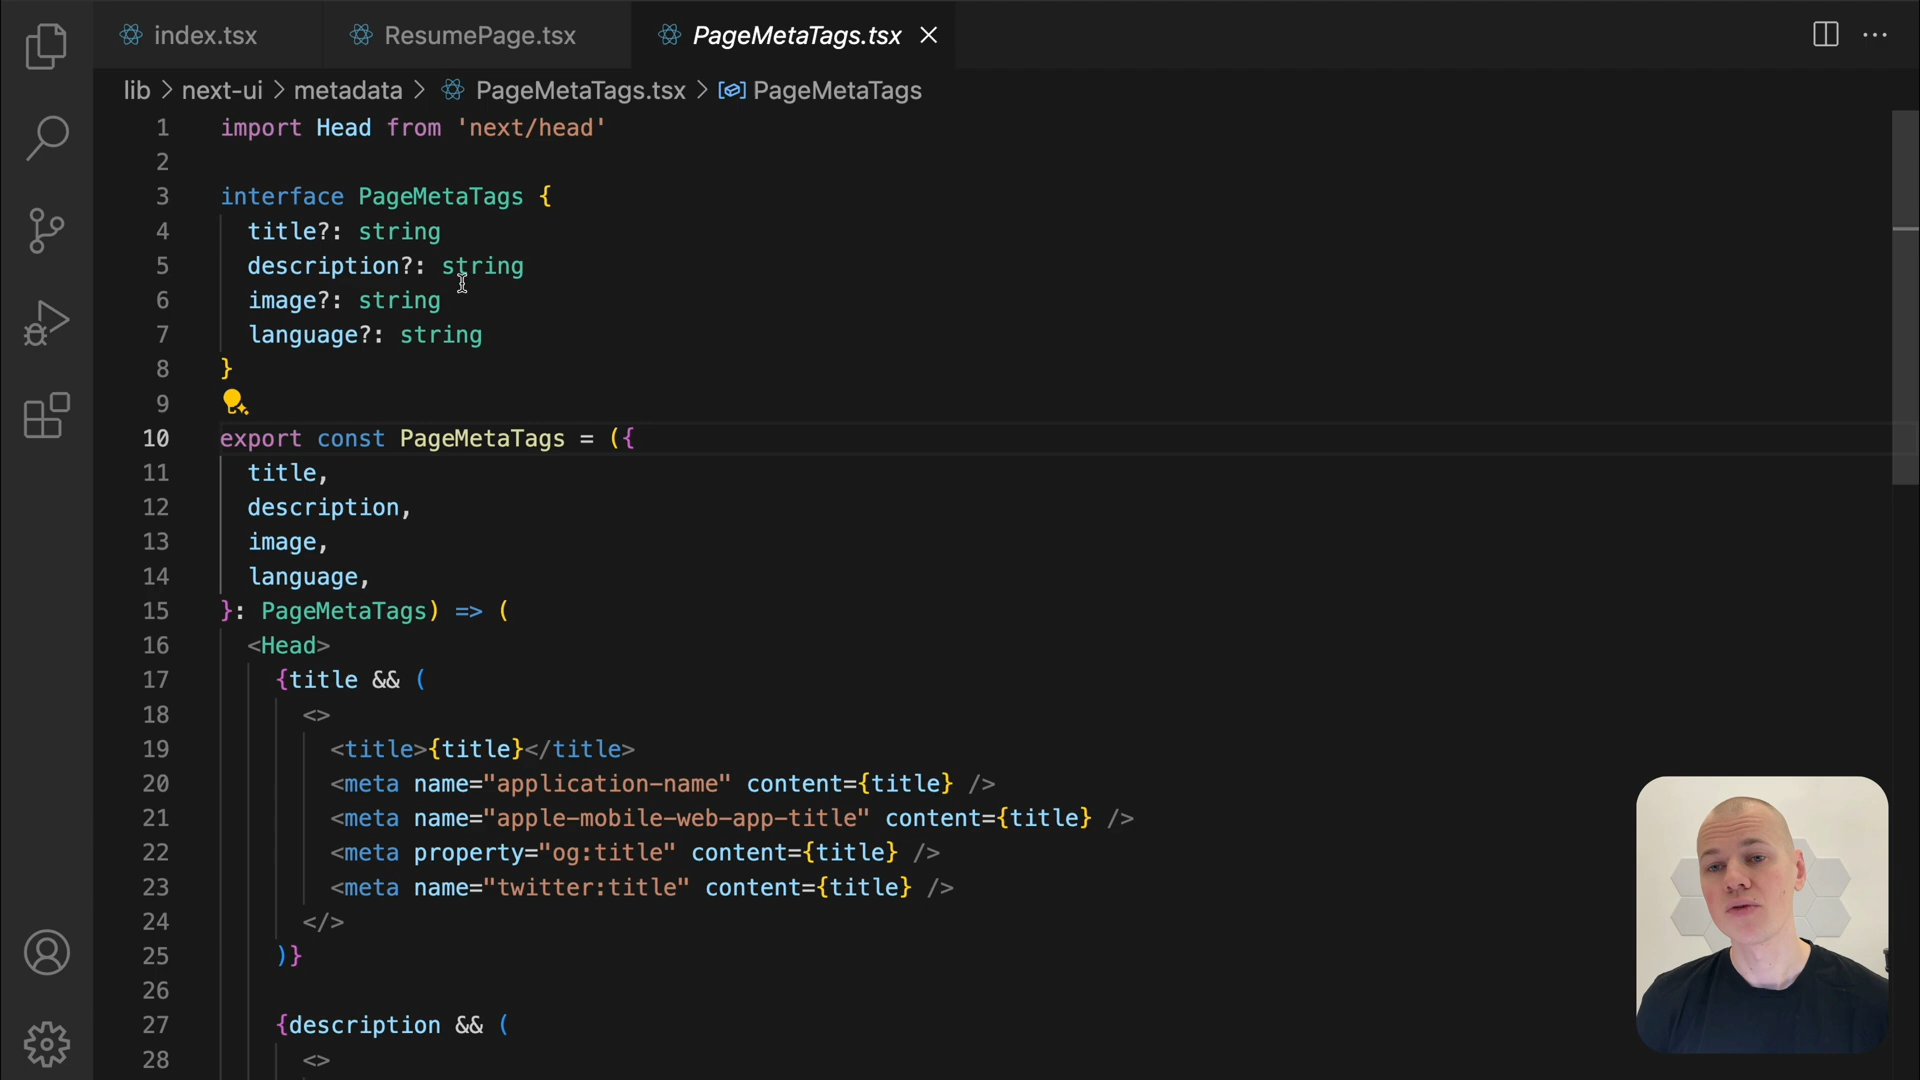 index.tsx ResumePage.tsx PageMetaTags.tsx
lib > next-ui > metadata > PageMetaTags.tsx > PageMetaTags
1 import Head from 'next/head'
2
3 interface PageMetaTags {
4 title?: string
5 description?: string
6 image?: string
7 language?: string
8 }
9
10 export const PageMetaTags = ({
11 title,
12 description,
13 image,
14 language,
15 }: PageMetaTags) => (
16 <Head>
17 {title && (
18 <>
19 <title>{title}</title>
20 <meta name="application-name" content={title} />
21 <meta name="apple-mobile-web-app-title" content={title} />
22 <meta property="og:title" content={title} />
23 <meta name="twitter:title" content={title} />
24 </>
25 )}
26
27 {description && (
28 <>